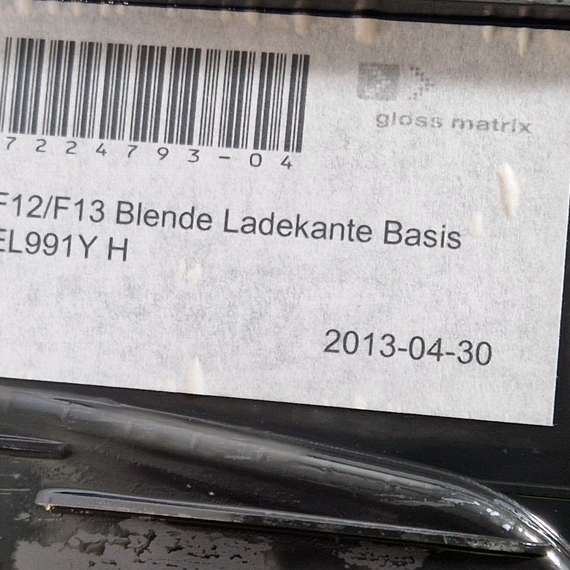 7224793-04
gloss matrix
F12/F13 Blende Ladekante Basis
EL991Y H
2013-04-30